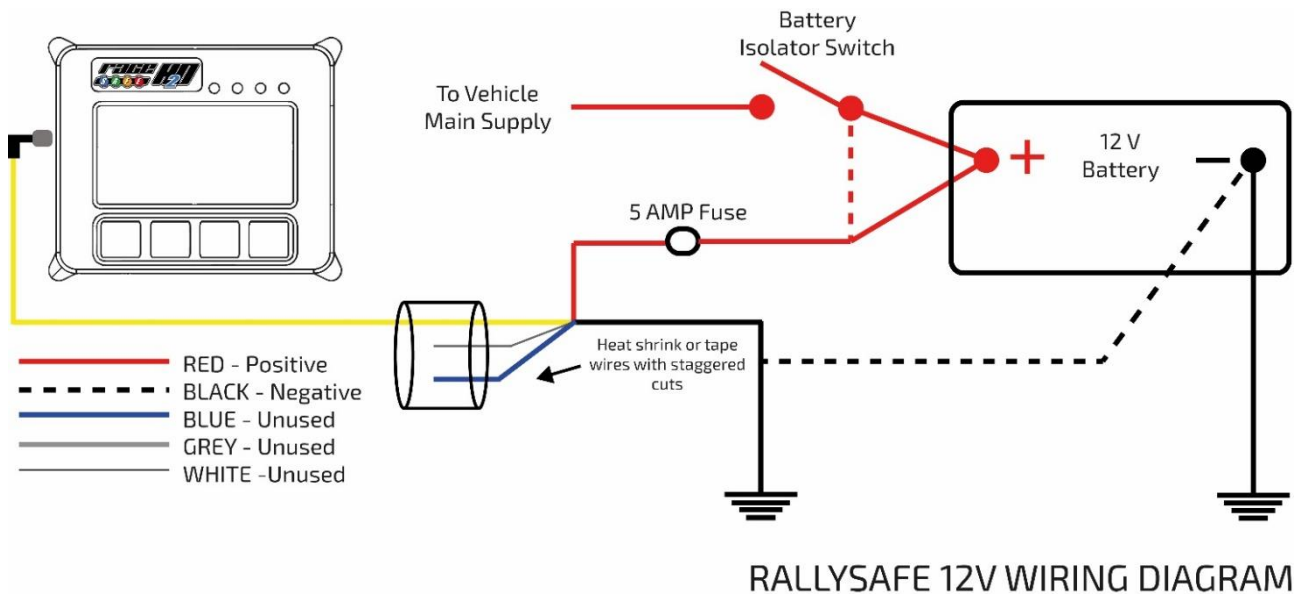 Battery
Isolator Switch
To Vehicle
Main Supply
+
12 V
Battery
5 AMP Fuse
Heat shrink or tape
wires with staggered
cuts
RED - Positive
BLACK - Negative
BLUE - Unused
GREY - Unused
WHITE -Unused
RALLYSAFE 12V WIRING DIAGRAM